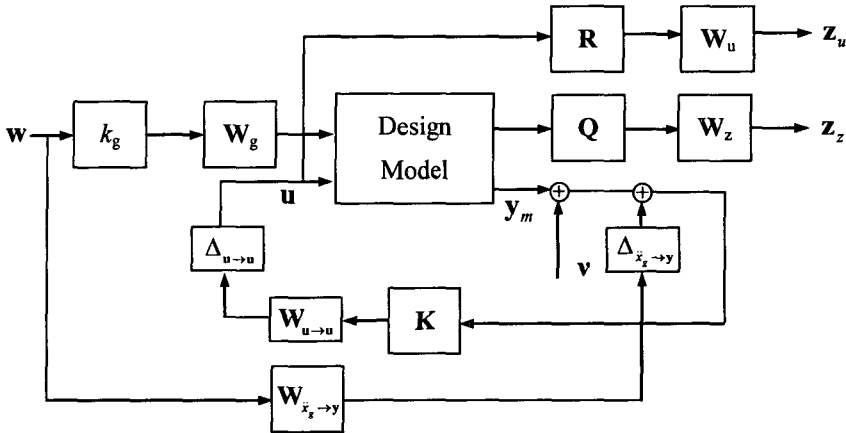 R
W_u
z_u
w
k_g
W_g
Design
Model
Q
W_z
z_z
u
y_m
+
+
Δ_{u→u}
v
Δ_{ẍ_g→y}
W_{u→u}
K
W_{ẍ_g→y}